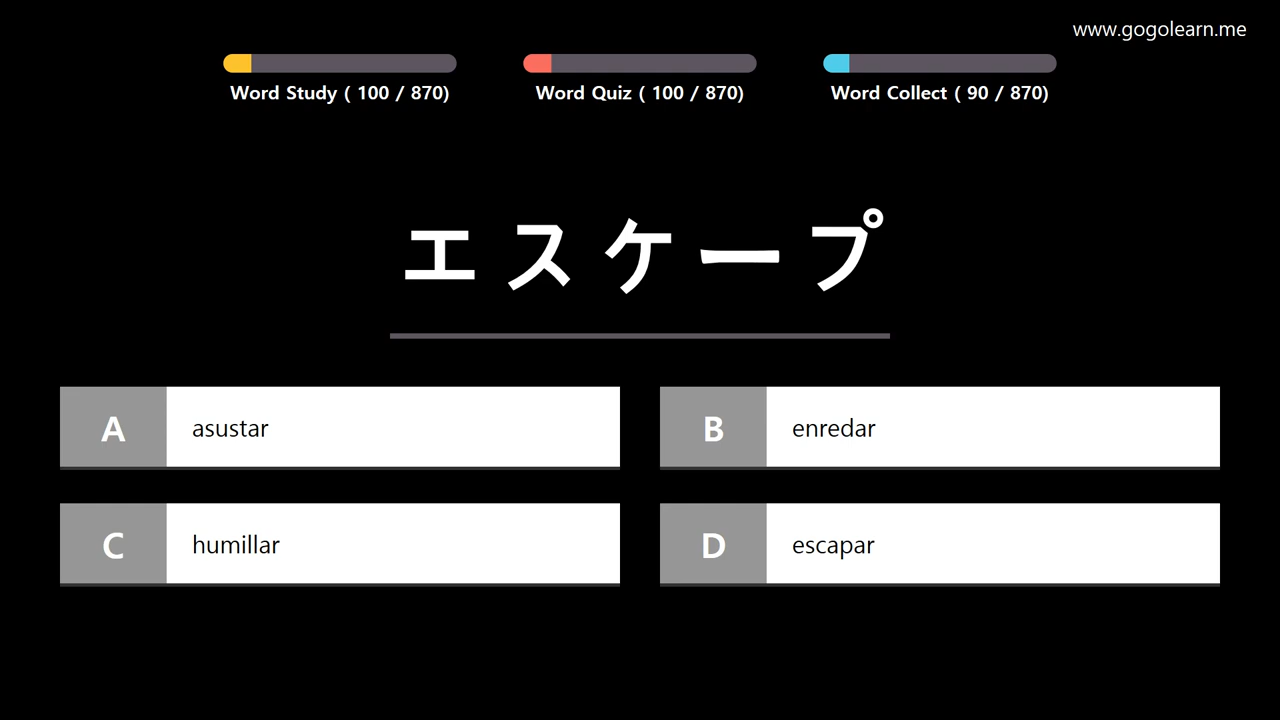 www.gogolearn.me
Word Study ( 100 / 870)
Word Quiz ( 100 / 870)
Word Collect ( 90 / 870)
エスケープ
A asustar
B enredar
C humillar
D escapar